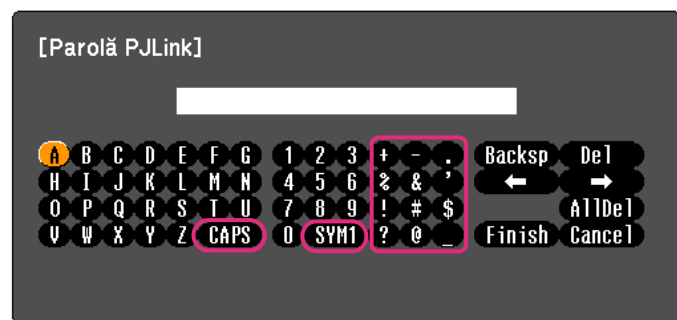 [Parolă PJLink]
A B C D E F G 1 2 3 + - . Backsp Del
H I J K L M N 4 5 6 % & ' ← →
O P Q R S T U 7 8 9 ! # $ AllDel
V W X Y Z CAPS 0 SYM1 ? @ _ Finish Cancel